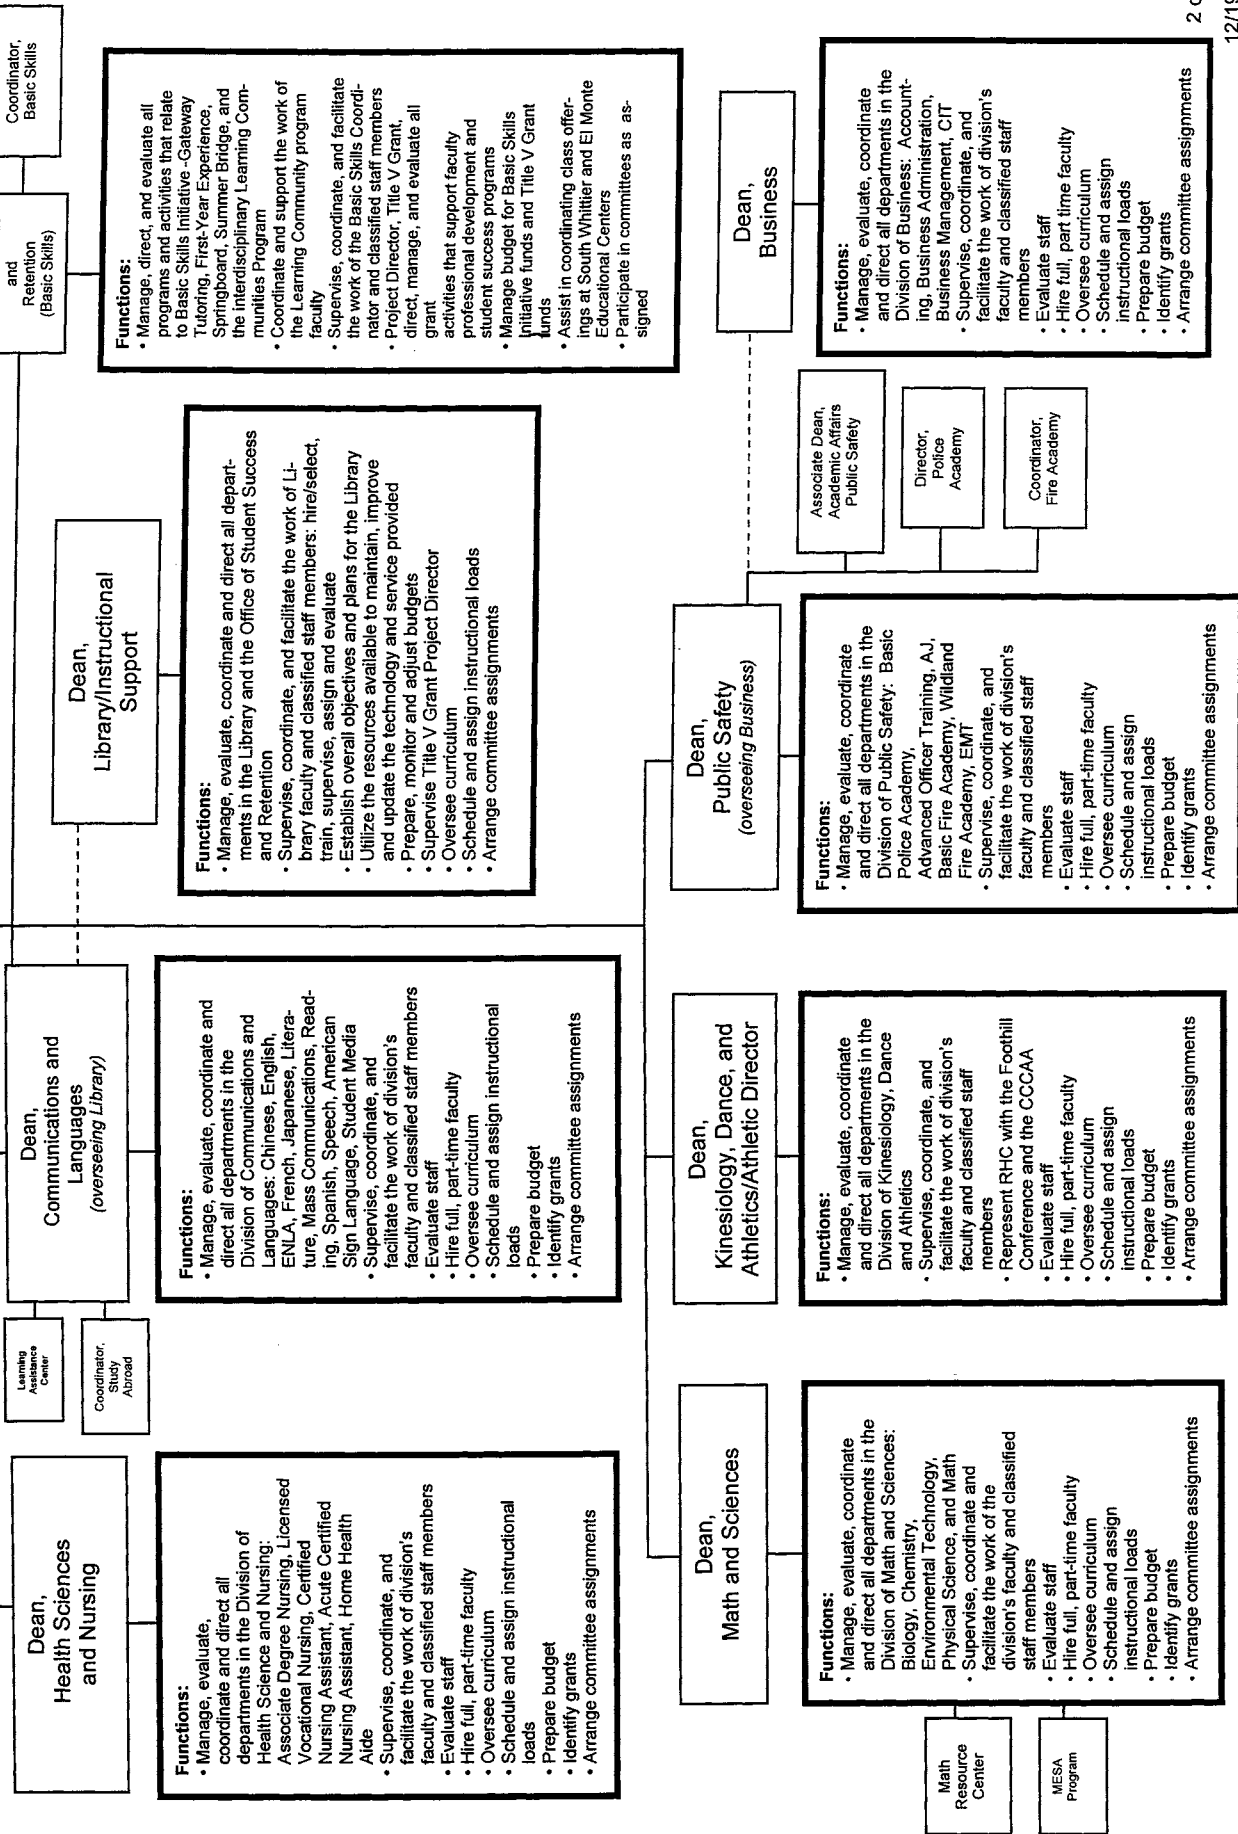 Dean,
Health Sciences
and Nursing
Functions:
• Manage, evaluate,
coordinate and direct all
departments in the Division of
Health Science and Nursing:
Associate Degree Nursing, Licensed
Vocational Nursing, Certified
Nursing Assistant, Acute Certified
Nursing Assistant, Home Health
Aide
• Supervise, coordinate, and
facilitate the work of division's
faculty and classified staff members
• Evaluate staff
• Hire full, part-time faculty
• Oversee curriculum
• Schedule and assign instructional
loads
• Prepare budget
• Identify grants
• Arrange committee assignments
Learning
Assistance
Center
Coordinator,
Study
Abroad
Dean,
Communications and
Languages
(overseeing Library)
Functions:
• Manage, evaluate, coordinate and
direct all departments in the
Division of Communications and
Languages: Chinese, English,
ENLA, French, Japanese, Litera-
ture, Mass Communications, Read-
ing, Spanish, Speech, American
Sign Language, Student Media
• Supervise, coordinate, and
facilitate the work of division's
faculty and classified staff members
• Evaluate staff
• Hire full, part-time faculty
• Oversee curriculum
• Schedule and assign instructional
loads
• Prepare budget
• Identify grants
• Arrange committee assignments
Dean,
Library/Instructional
Support
Functions:
• Manage, evaluate, coordinate and direct all depart-
ments in the Library and the Office of Student Success
and Retention
• Supervise, coordinate, and facilitate the work of Li-
brary faculty and classified staff members: hire/select,
train, supervise, assign and evaluate
• Establish overall objectives and plans for the Library
• Utilize the resources available to maintain, improve
and update the technology and service provided
• Prepare, monitor and adjust budgets
• Supervise Title V Grant Project Director
• Oversee curriculum
• Schedule and assign instructional loads
• Arrange committee assignments
and
Retention
(Basic Skills)
Coordinator,
Basic Skills
Functions:
• Manage, direct, and evaluate all
programs and activities that relate
to Basic Skills Initiative -Gateway
Tutoring, First-Year Experience,
Springboard, Summer Bridge, and
the interdisciplinary Learning Com-
munities Program
• Coordinate and support the work of
the Learning Community program
faculty
• Supervise, coordinate, and facilitate
the work of the Basic Skills Coordi-
nator and classified staff members
• Project Director, Title V Grant,
direct, manage, and evaluate all
grant
activities that support faculty
professional development and
student success programs
• Manage budget for Basic Skills
Initiative funds and Title V Grant
funds
• Assist in coordinating class offer-
ings at South Whittier and El Monte
Educational Centers
• Participate in committees as as-
signed
Dean,
Math and Sciences
Functions:
• Manage, evaluate, coordinate
and direct all departments in the
Division of Math and Sciences:
Biology, Chemistry,
Environmental Technology,
Physical Science, and Math
• Supervise, coordinate and
facilitate the work of the
division's faculty and classified
staff members
• Evaluate staff
• Hire full, part-time faculty
• Oversee curriculum
• Schedule and assign
instructional loads
• Prepare budget
• Identify grants
• Arrange committee assignments
Math
Resource
Center
MESA
Program
Dean,
Kinesiology, Dance, and
Athletics/Athletic Director
Functions:
• Manage, evaluate, coordinate
and direct all departments in the
Division of Kinesiology, Dance
and Athletics
• Supervise, coordinate, and
facilitate the work of division's
faculty and classified staff
members
• Represent RHC with the Foothill
Conference and the CCCAA
• Evaluate staff
• Hire full, part-time faculty
• Oversee curriculum
• Schedule and assign
instructional loads
• Prepare budget
• Identify grants
• Arrange committee assignments
Dean,
Public Safety
(overseeing Business)
Functions:
• Manage, evaluate, coordinate
and direct all departments in the
Division of Public Safety: Basic
Police Academy,
Advanced Officer Training, AJ,
Basic Fire Academy, Wildland
Fire Academy, EMT
• Supervise, coordinate, and
facilitate the work of division's
faculty and classified staff
members
• Evaluate staff
• Hire full, part-time faculty
• Oversee curriculum
• Schedule and assign
instructional loads
• Prepare budget
• Identify grants
• Arrange committee assignments
Associate Dean,
Academic Affairs
Public Safety
Director,
Police
Academy
Coordinator,
Fire Academy
Dean,
Business
Functions:
• Manage, evaluate, coordinate
and direct all departments in the
Division of Business: Account-
ing, Business Administration,
Business Management, CIT
• Supervise, coordinate, and
facilitate the work of division's
faculty and classified staff
members
• Evaluate staff
• Hire full, part time faculty
• Oversee curriculum
• Schedule and assign
instructional loads
• Prepare budget
• Identify grants
• Arrange committee assignments
2
12/19